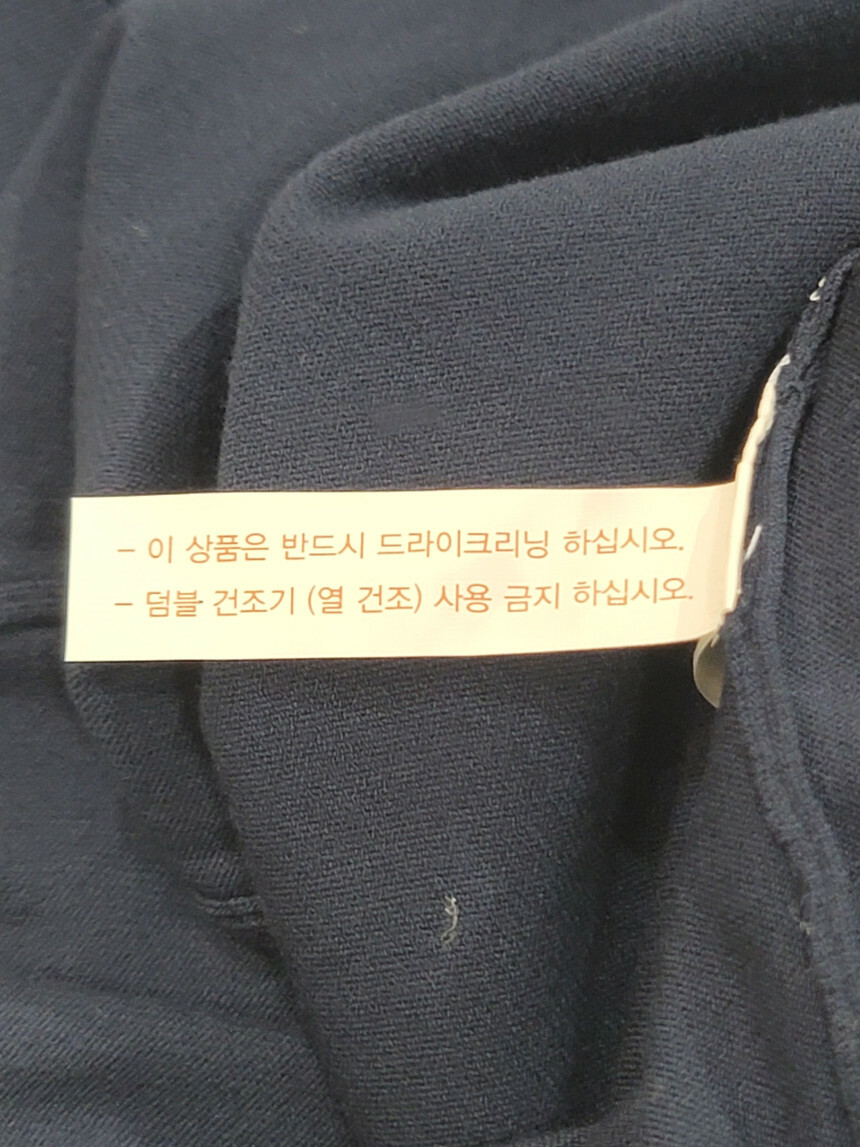 - 이 상품은 반드시 드라이크리닝 하십시오.
- 덤블 건조기 (열 건조) 사용 금지 하십시오.